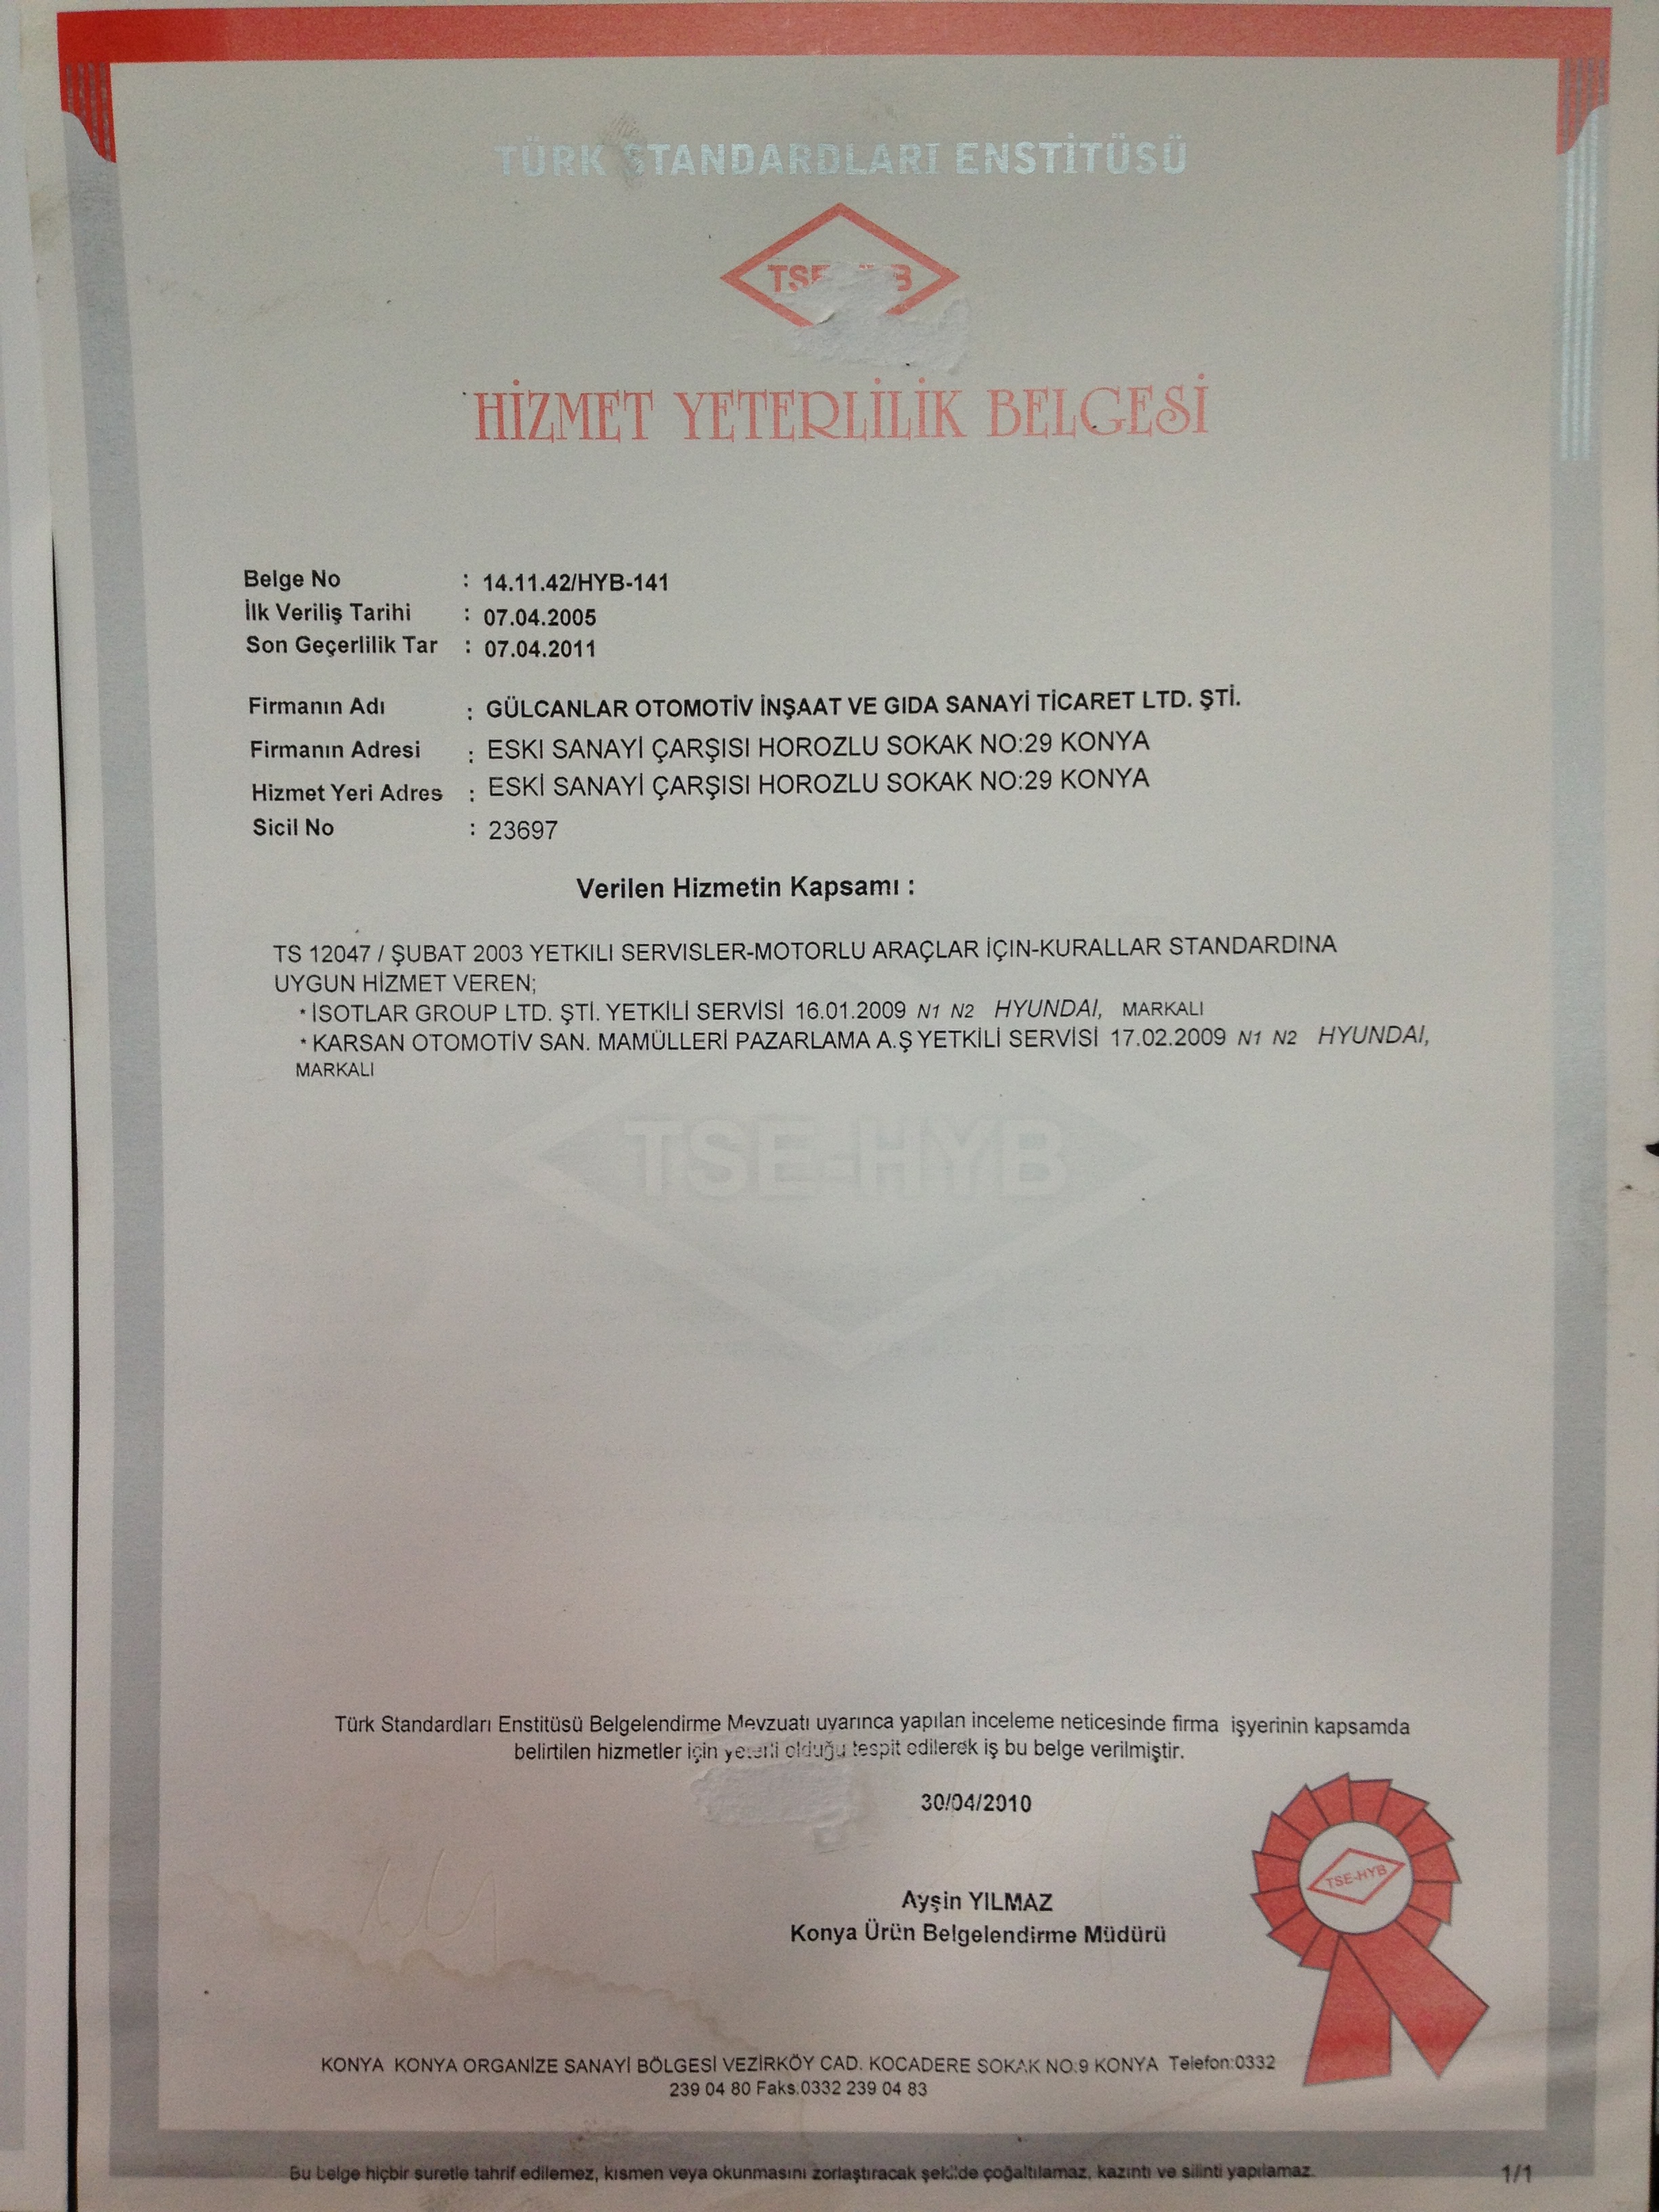 TÜRK STANDARDLARI ENSTİTÜSÜ
HİZMET YETERLİLİK BELGESİ
Belge No : 14.11.42/HYB-141
İlk Veriliş Tarihi : 07.04.2005
Son Geçerlilik Tar : 07.04.2011
Firmanın Adı : GÜLCANLAR OTOMOTİV İNŞAAT VE GIDA SANAYİ TİCARET LTD. ŞTİ.
Firmanın Adresi : ESKI SANAYİ ÇARŞISI HOROZLU SOKAK NO:29 KONYA
Hizmet Yeri Adres : ESKİ SANAYİ ÇARŞISI HOROZLU SOKAK NO:29 KONYA
Sicil No : 23697
Verilen Hizmetin Kapsamı :
TS 12047 / ŞUBAT 2003 YETKILI SERVISLER-MOTORLU ARAÇLAR İÇIN-KURALLAR STANDARDINA
UYGUN HİZMET VEREN;
* İSOTLAR GROUP LTD. ŞTİ. YETKİLİ SERVİSİ 16.01.2009 N1 N2 HYUNDAI, MARKALI
* KARSAN OTOMOTİV SAN. MAMÜLLERİ PAZARLAMA A.Ş YETKİLİ SERVİSİ 17.02.2009 N1 N2 HYUNDAI,
MARKALI
TSE-HYB
Türk Standardları Enstitüsü Belgelendirme Mevzuatı uyarınca yapılan inceleme neticesinde firma işyerinin kapsamda
belirtilen hizmetler için yeterli olduğu tespit edilerek iş bu belge verilmiştir.
30/04/2010
TSE-HYB
Ayşin YILMAZ
Konya Ürün Belgelendirme Müdürü
KONYA KONYA ORGANIZE SANAYİ BÖLGESİ VEZİRKÖY CAD. KOCADERE SOKAK NO:9 KONYA Telefon:0332
239 04 80 Faks:0332 239 04 83
Bu belge hiçbir suretle tahrif edilemez, kısmen veya okunmasını zorlaştıracak şekilde çoğaltılamaz, kazıntı ve silinti yapılamaz. 1/1